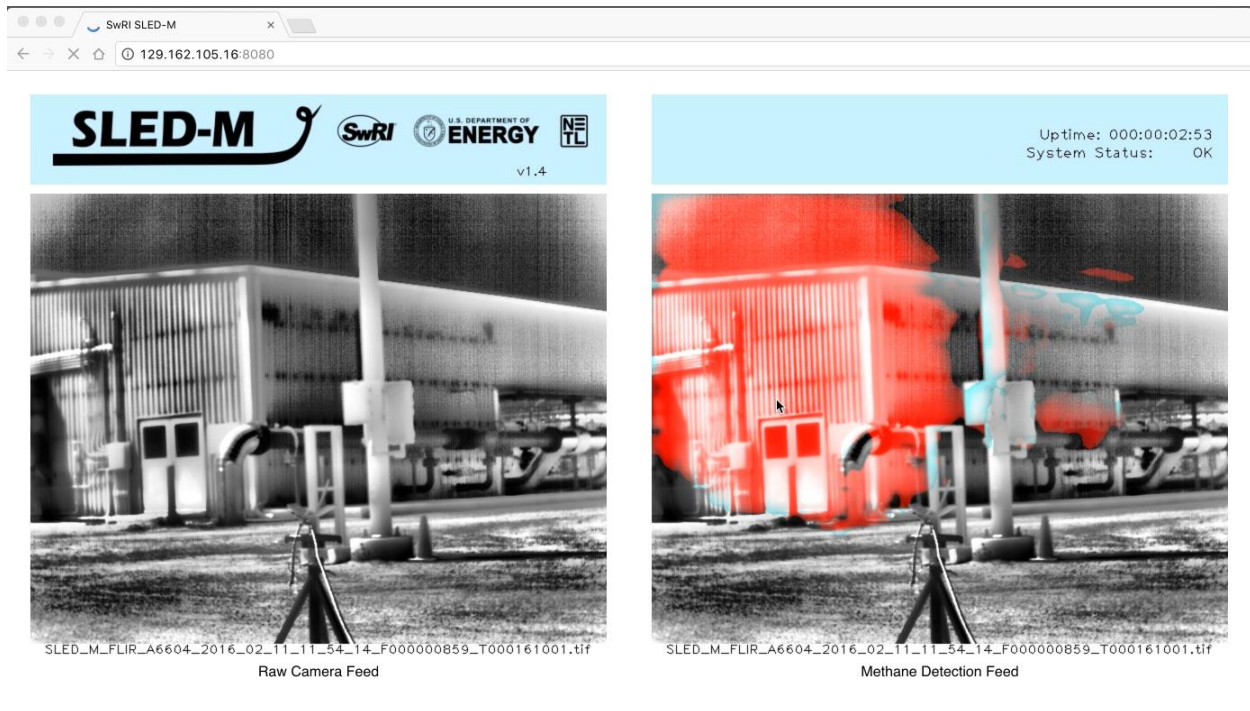 SwRI SLED-M
129.162.105.16:8080
SLED-M SwRI U.S. DEPARTMENT OF ENERGY NETL
v1.4
Uptime: 000:00:02:53
System Status: OK
SLED_M_FLIR_A6604_2016_02_11_11_54_14_F000000859_T000161001.tif
Raw Camera Feed
SLED_M_FLIR_A6604_2016_02_11_11_54_14_F000000859_T000161001.tif
Methane Detection Feed